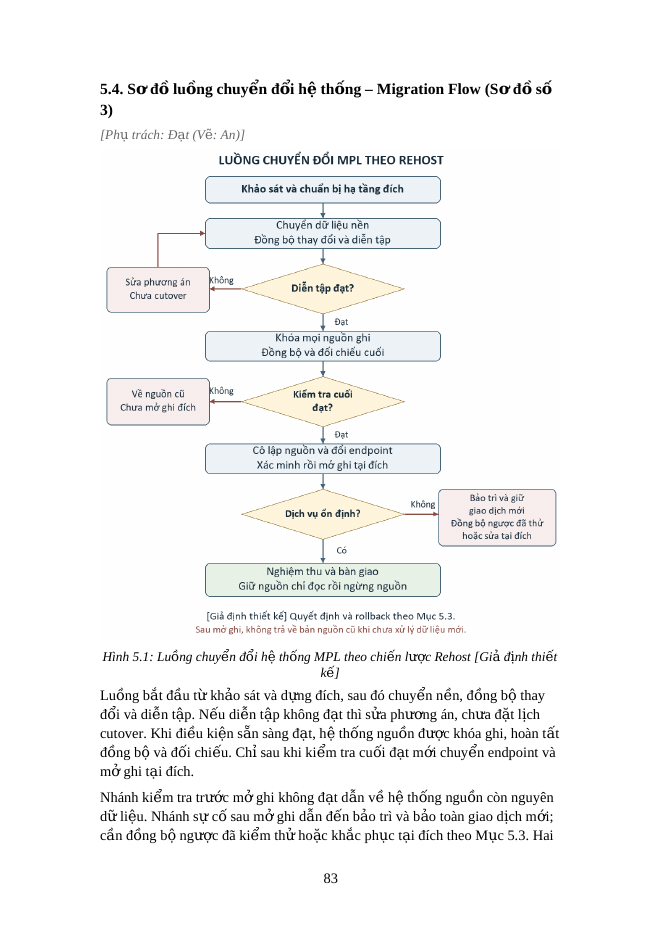 5.4. Sơ đồ luồng chuyển đổi hệ thống – Migration Flow (Sơ đồ số
3)
[Phụ trách: Đạt (Vẽ: An)]
LUỒNG CHUYỂN ĐỔI MPL THEO REHOST
Khảo sát và chuẩn bị hạ tầng đích
Chuyển dữ liệu nền
Đồng bộ thay đổi và diễn tập
Sửa phương án
Chưa cutover
Không
Diễn tập đạt?
Đạt
Khóa mọi nguồn ghi
Đồng bộ và đối chiếu cuối
Về nguồn cũ
Chưa mở ghi đích
Không
Kiểm tra cuối
đạt?
Đạt
Cô lập nguồn và đổi endpoint
Xác minh rồi mở ghi tại đích
Dịch vụ ổn định?
Không
Bảo trì và giữ
giao dịch mới
Đồng bộ ngược đã thử
hoặc sửa tại đích
Có
Nghiệm thu và bàn giao
Giữ nguồn chỉ đọc rồi ngừng nguồn
[Giả định thiết kế] Quyết định và rollback theo Mục 5.3.
Sau mở ghi, không trả về bản nguồn cũ khi chưa xử lý dữ liệu mới.
Hình 5.1: Luồng chuyển đổi hệ thống MPL theo chiến lược Rehost [Giả định thiết
kế]
Luồng bắt đầu từ khảo sát và dựng đích, sau đó chuyển nền, đồng bộ thay
đổi và diễn tập. Nếu diễn tập không đạt thì sửa phương án, chưa đặt lịch
cutover. Khi điều kiện sẵn sàng đạt, hệ thống nguồn được khóa ghi, hoàn tất
đồng bộ và đối chiếu. Chỉ sau khi kiểm tra cuối đạt mới chuyển endpoint và
mở ghi tại đích.
Nhánh kiểm tra trước mở ghi không đạt dẫn về hệ thống nguồn còn nguyên
dữ liệu. Nhánh sự cố sau mở ghi dẫn đến bảo trì và bảo toàn giao dịch mới;
cần đồng bộ ngược đã kiểm thử hoặc khắc phục tại đích theo Mục 5.3. Hai
83